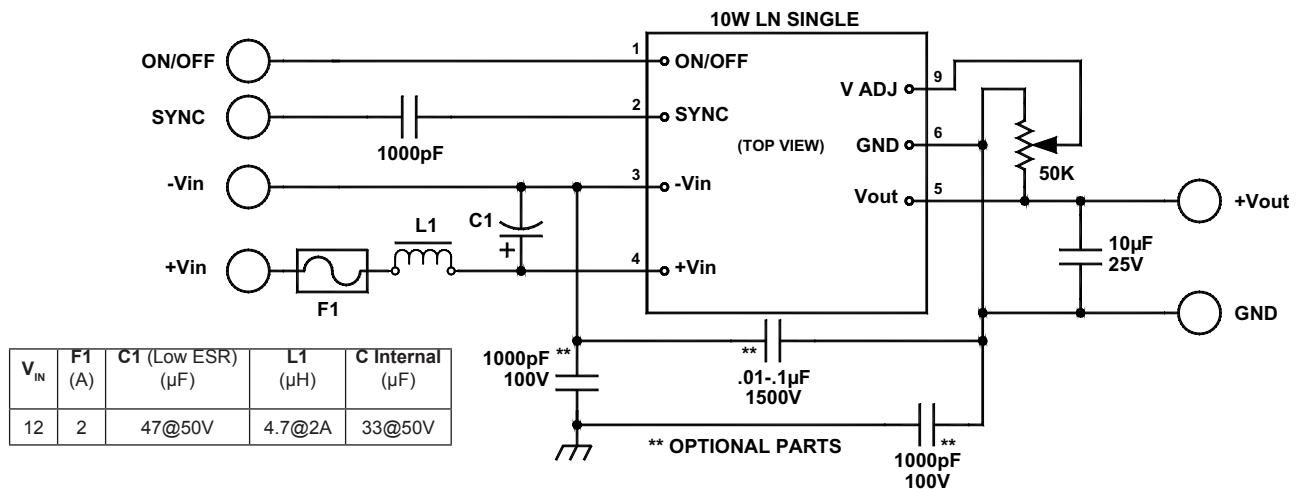 10W LN SINGLE
ON/OFF
1
ON/OFF
V ADJ
9
SYNC
1000pF
2
SYNC
(TOP VIEW)
GND
6
50K
-Vin
3
-Vin
Vout
5
+Vout
C1
+
L1
10µF
25V
+Vin
F1
4
+Vin
GND
V_IN F1 (A) C1 (Low ESR) (µF) L1 (µH) C Internal (µF)
12 2 47@50V 4.7@2A 33@50V
1000pF **
100V
**
.01-.1µF
1500V
** OPTIONAL PARTS
**
1000pF
100V